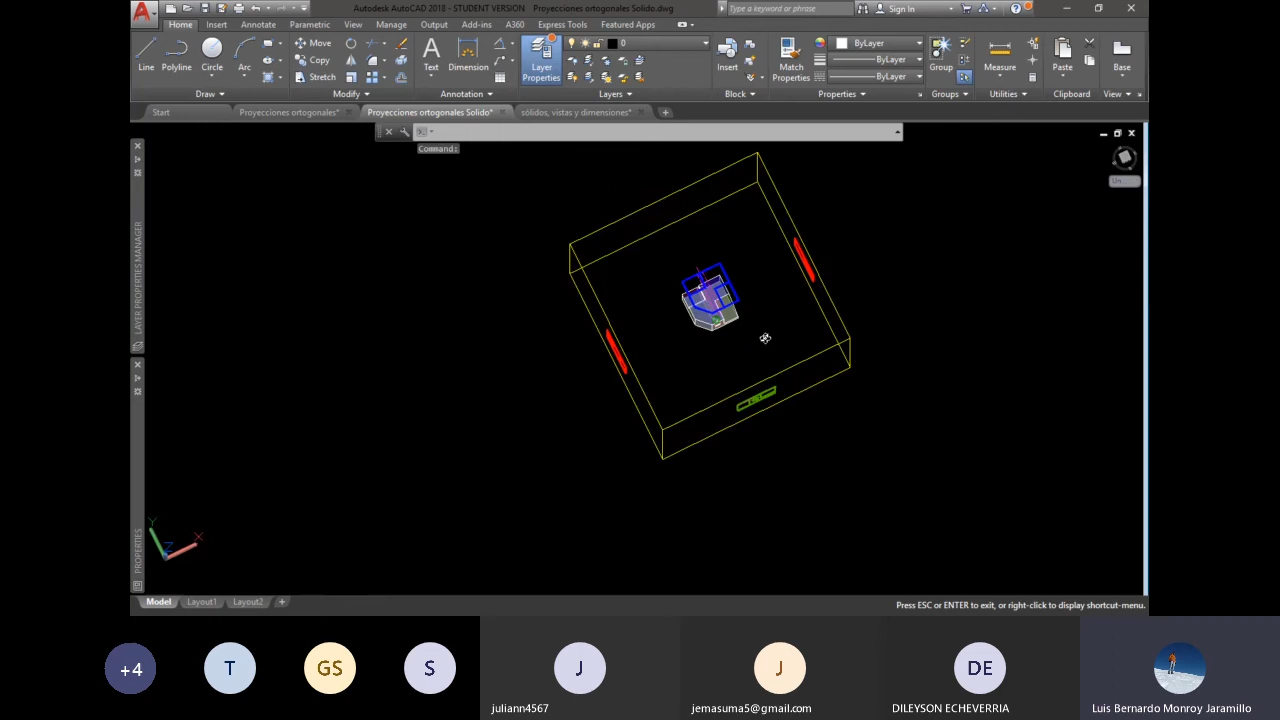 Autodesk AutoCAD 2018 - STUDENT VERSION Proyecciones ortogonales Solido.dwg
Type a keyword or phrase
Sign In
Home Insert Annotate Parametric View Manage Output Add-ins A360 Express Tools Featured Apps
Line Polyline Circle Arc
Move
Copy
Stretch
Text Dimension
Layer Properties
0
Insert
Match Properties
ByLayer
ByLayer
ByLayer
Group
Measure
Paste
Base
Draw Modify Annotation Layers Block Properties Groups Utilities Clipboard View
Start Proyecciones ortogonales* Proyecciones ortogonales Solido* sólidos, vistas y dimensiones*
Command:
LAYER PROPERTIES MANAGER
PROPERTIES
Y X Z
Model Layout1 Layout2
Press ESC or ENTER to exit, or right-click to display shortcut-menu.
+4 T GS S J J DE
juliann4567 jemasuma5@gmail.com DILEYSON ECHEVERRIA Luis Bernardo Monroy Jaramillo